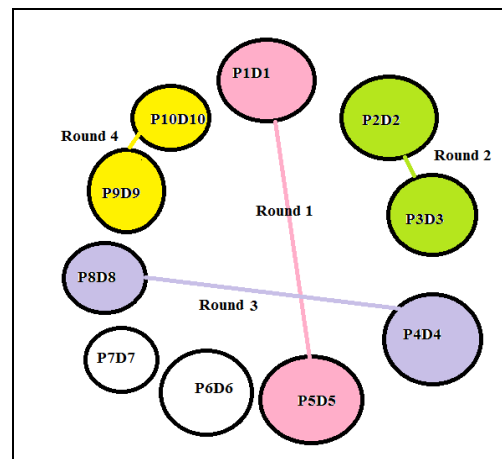 P1D1
P10D10
P2D2
Round 4
Round 2
P9D9
P3D3
Round 1
P8D8
Round 3
P4D4
P7D7
P6D6
P5D5